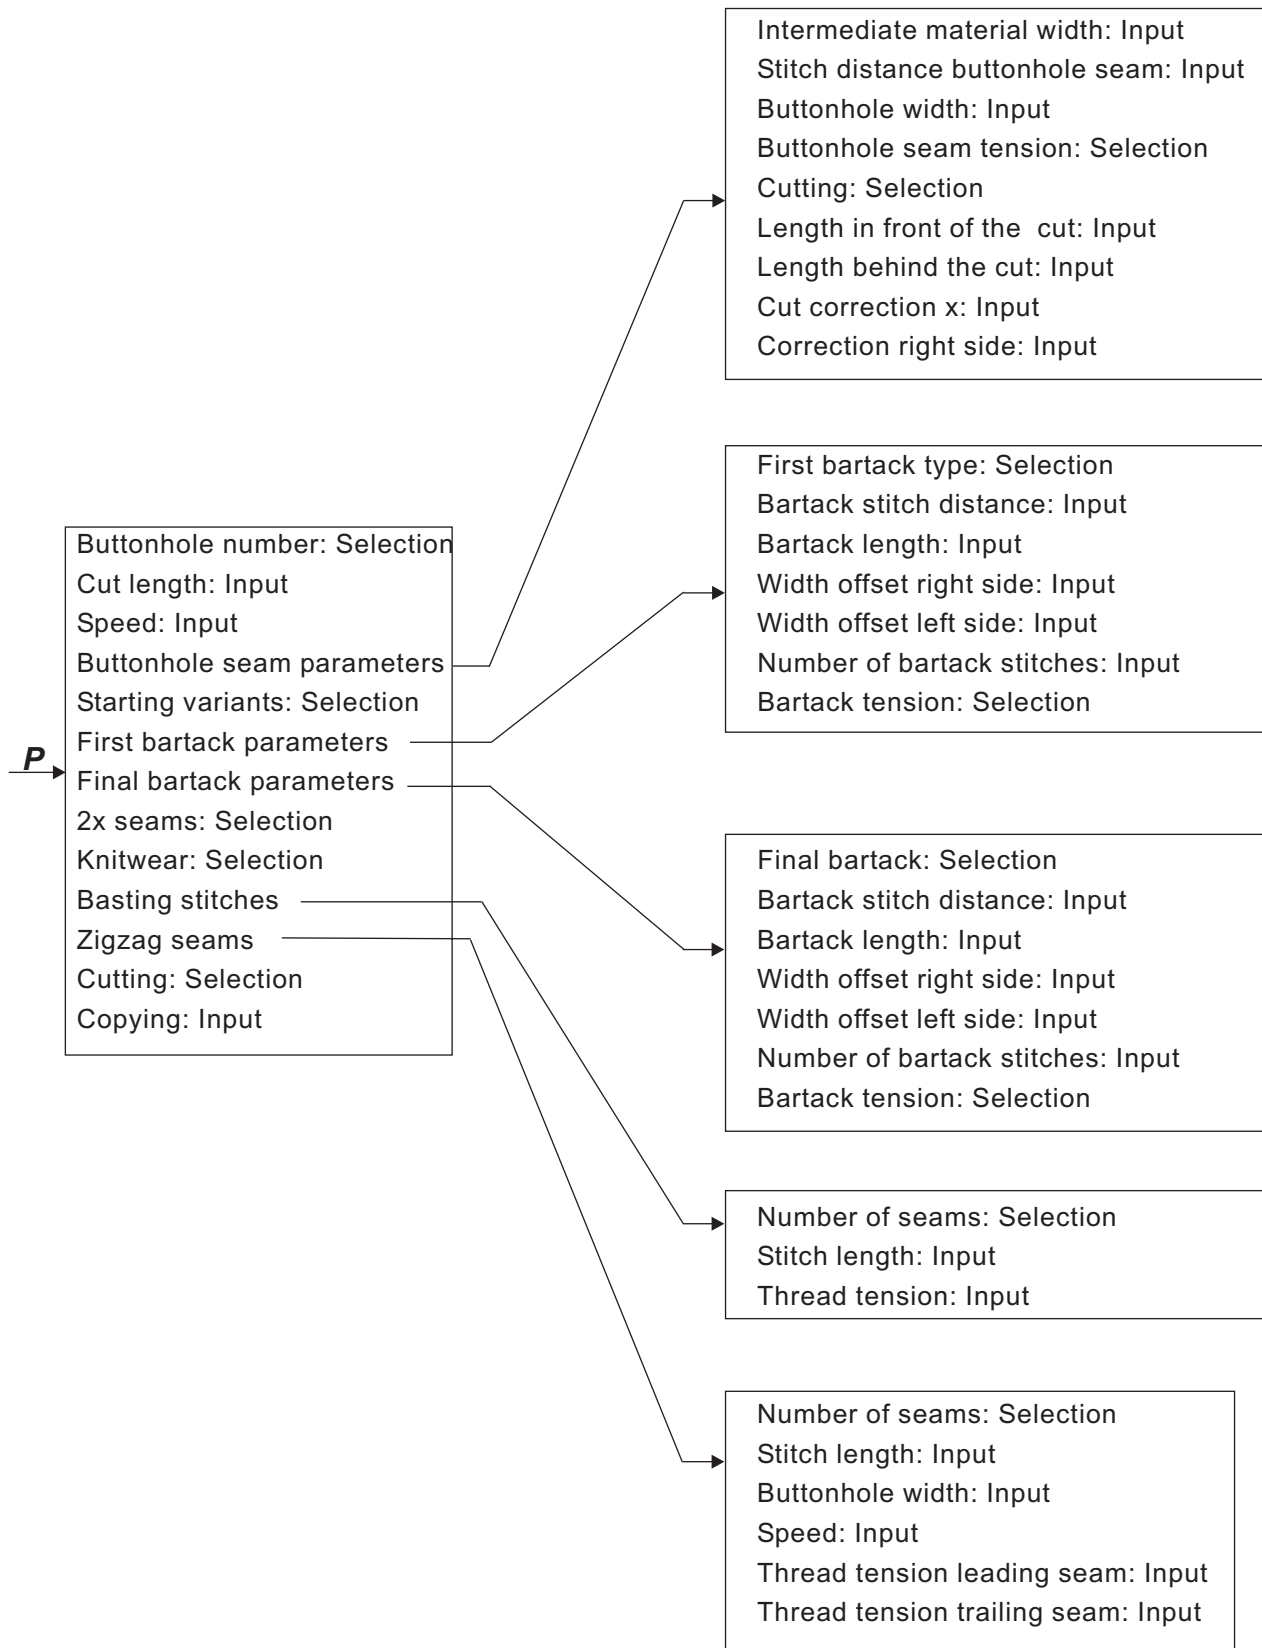 Intermediate material width: Input
Stitch distance buttonhole seam: Input
Buttonhole width: Input
Buttonhole seam tension: Selection
Cutting: Selection
Length in front of the cut: Input
Length behind the cut: Input
Cut correction x: Input
Correction right side: Input
First bartack type: Selection
Bartack stitch distance: Input
Bartack length: Input
Width offset right side: Input
Width offset left side: Input
Number of bartack stitches: Input
Bartack tension: Selection
P
Buttonhole number: Selection
Cut length: Input
Speed: Input
Buttonhole seam parameters
Starting variants: Selection
First bartack parameters
Final bartack parameters
2x seams: Selection
Knitwear: Selection
Basting stitches
Zigzag seams
Cutting: Selection
Copying: Input
Final bartack: Selection
Bartack stitch distance: Input
Bartack length: Input
Width offset right side: Input
Width offset left side: Input
Number of bartack stitches: Input
Bartack tension: Selection
Number of seams: Selection
Stitch length: Input
Thread tension: Input
Number of seams: Selection
Stitch length: Input
Buttonhole width: Input
Speed: Input
Thread tension leading seam: Input
Thread tension trailing seam: Input